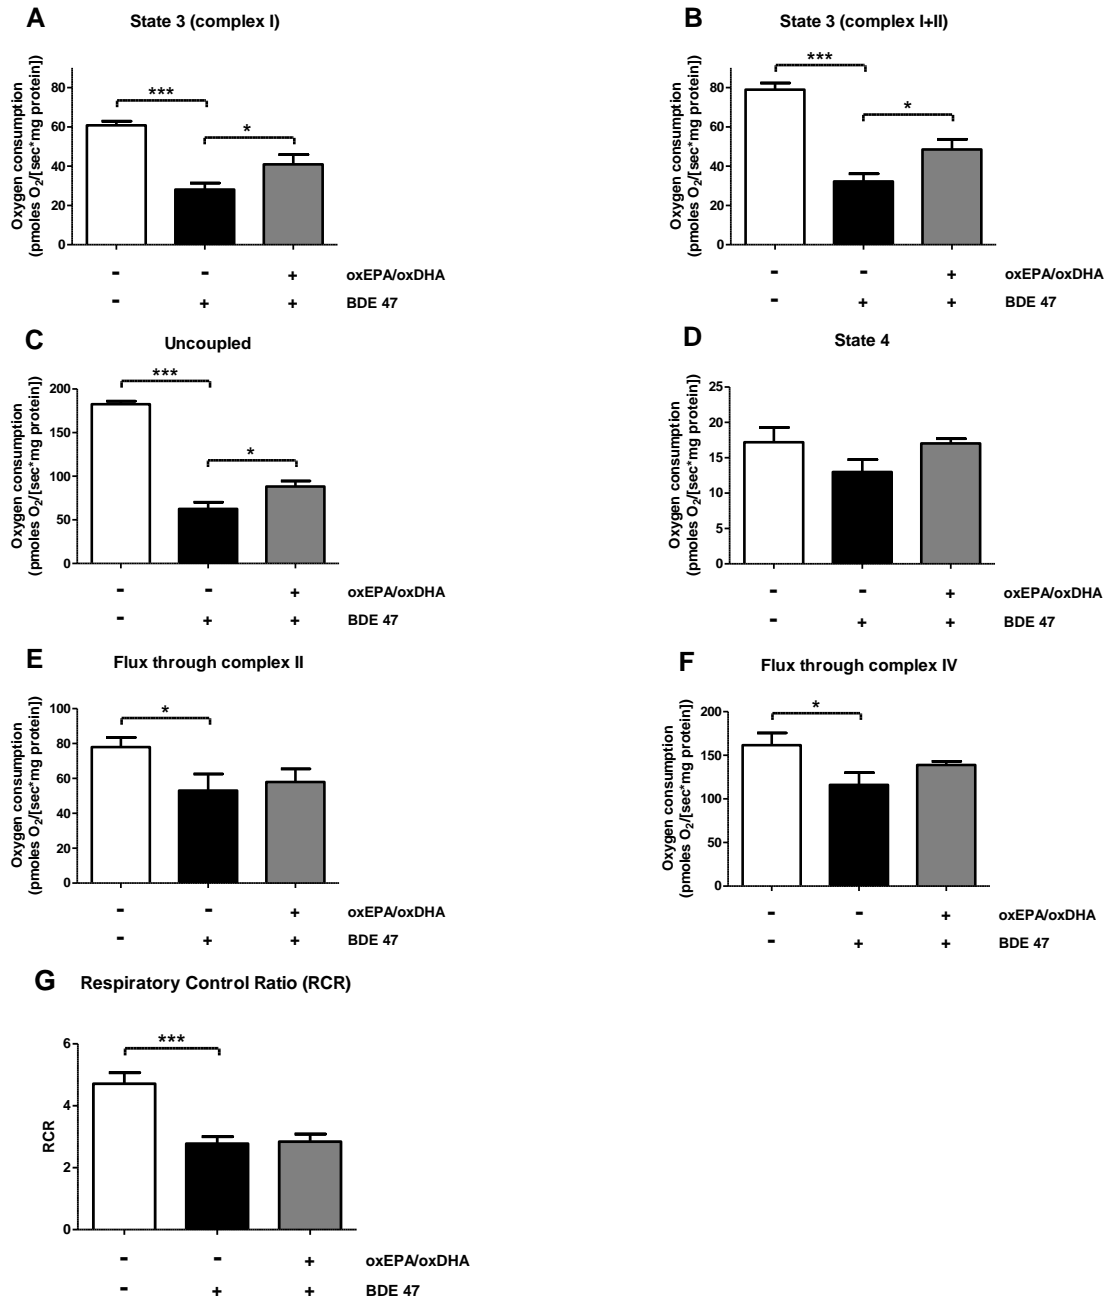 A State 3 (complex I)
Oxygen consumption
(pmoles O2/[sec*mg protein])
80
60
40
20
0
***
*
- - + oxEPA/oxDHA
- + + BDE 47
B State 3 (complex I+II)
Oxygen consumption
(pmoles O2/[sec*mg protein])
80
60
40
20
0
***
*
- - + oxEPA/oxDHA
- + + BDE 47
C Uncoupled
Oxygen consumption
(pmoles O2/[sec*mg protein])
200
150
100
50
0
***
*
- - + oxEPA/oxDHA
- + + BDE 47
D State 4
Oxygen consumption
(pmoles O2/[sec*mg protein])
25
20
15
10
5
0
- - + oxEPA/oxDHA
- + + BDE 47
E Flux through complex II
Oxygen consumption
(pmoles O2/[sec*mg protein])
100
80
60
40
20
0
*
- - + oxEPA/oxDHA
- + + BDE 47
F Flux through complex IV
Oxygen consumption
(pmoles O2/[sec*mg protein])
200
150
100
50
0
*
- - + oxEPA/oxDHA
- + + BDE 47
G Respiratory Control Ratio (RCR)
RCR
6
4
2
0
***
- - + oxEPA/oxDHA
- + + BDE 47